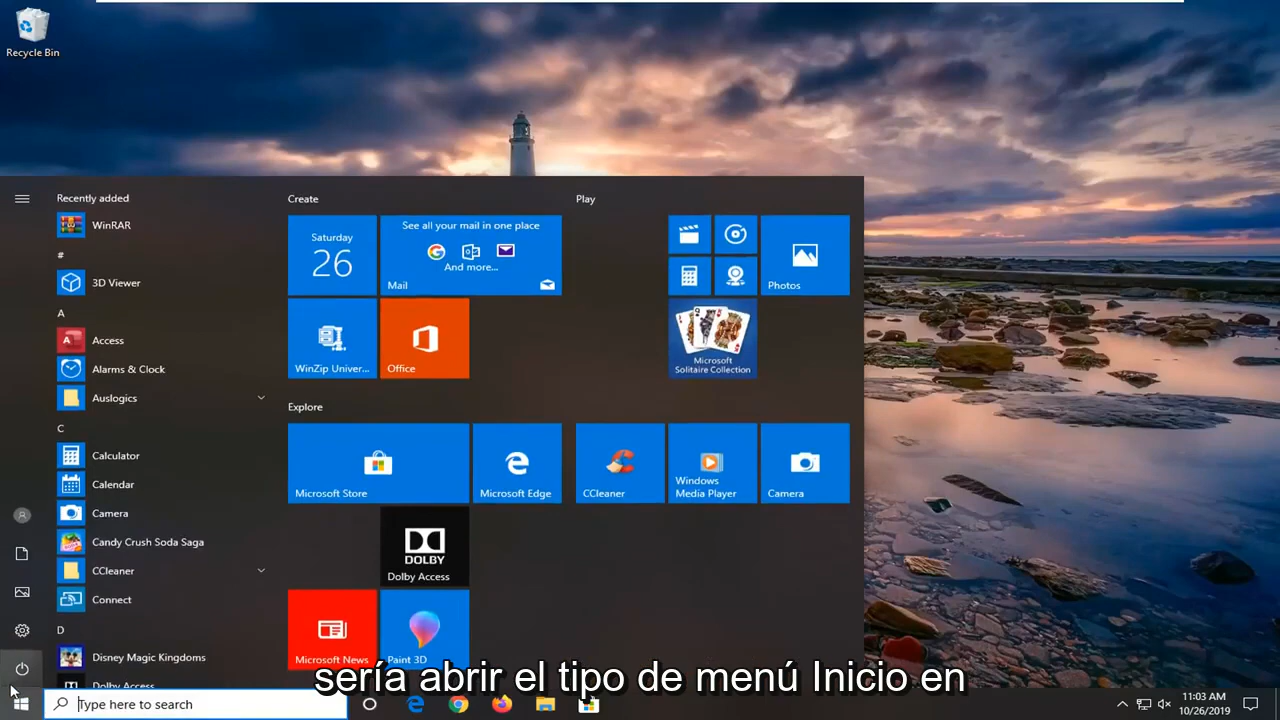 Recycle Bin
Recently added
WinRAR
#
3D Viewer
A
Access
Alarms & Clock
Auslogics
C
Calculator
Calendar
Camera
Candy Crush Soda Saga
CCleaner
Connect
D
Disney Magic Kingdoms
Dolby Access
Create
Saturday
26
See all your mail in one place
And more...
Mail
WinZip Univer...
Office
Explore
Microsoft Store
Microsoft Edge
DOLBY
Dolby Access
Microsoft News
Paint 3D
Play
Photos
Microsoft
Solitaire Collection
CCleaner
Windows
Media Player
Camera
sería abrir el tipo de menú Inicio en
Type here to search
11:03 AM
10/26/2019